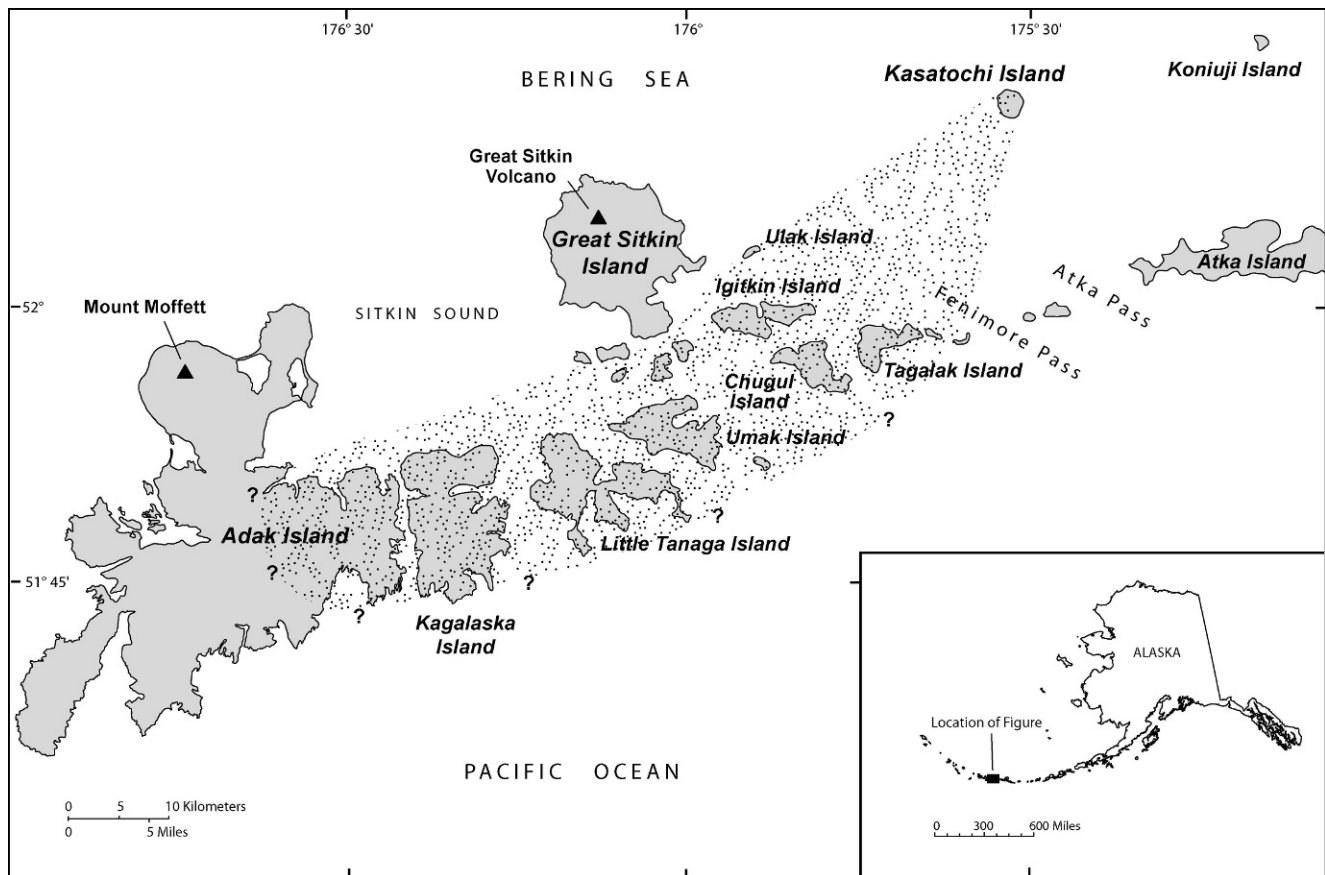 176° 30'
176°
175° 30'
BERING SEA
Kasatochi Island
Koniuji Island
Great Sitkin
Volcano
Great Sitkin
Island
Ulak Island
Igitkin Island
Atka Island
Atka Pass
Fenimore Pass
52°
Mount Moffett
SITKIN SOUND
Tagalak Island
Chugul
Island
?
Umak Island
?
Adak Island
?
Little Tanaga Island
51° 45'
?
?
?
Kagalaska
Island
PACIFIC OCEAN
0 5 10 Kilometers
0 5 Miles
ALASKA
Location of Figure
0 300 600 Miles